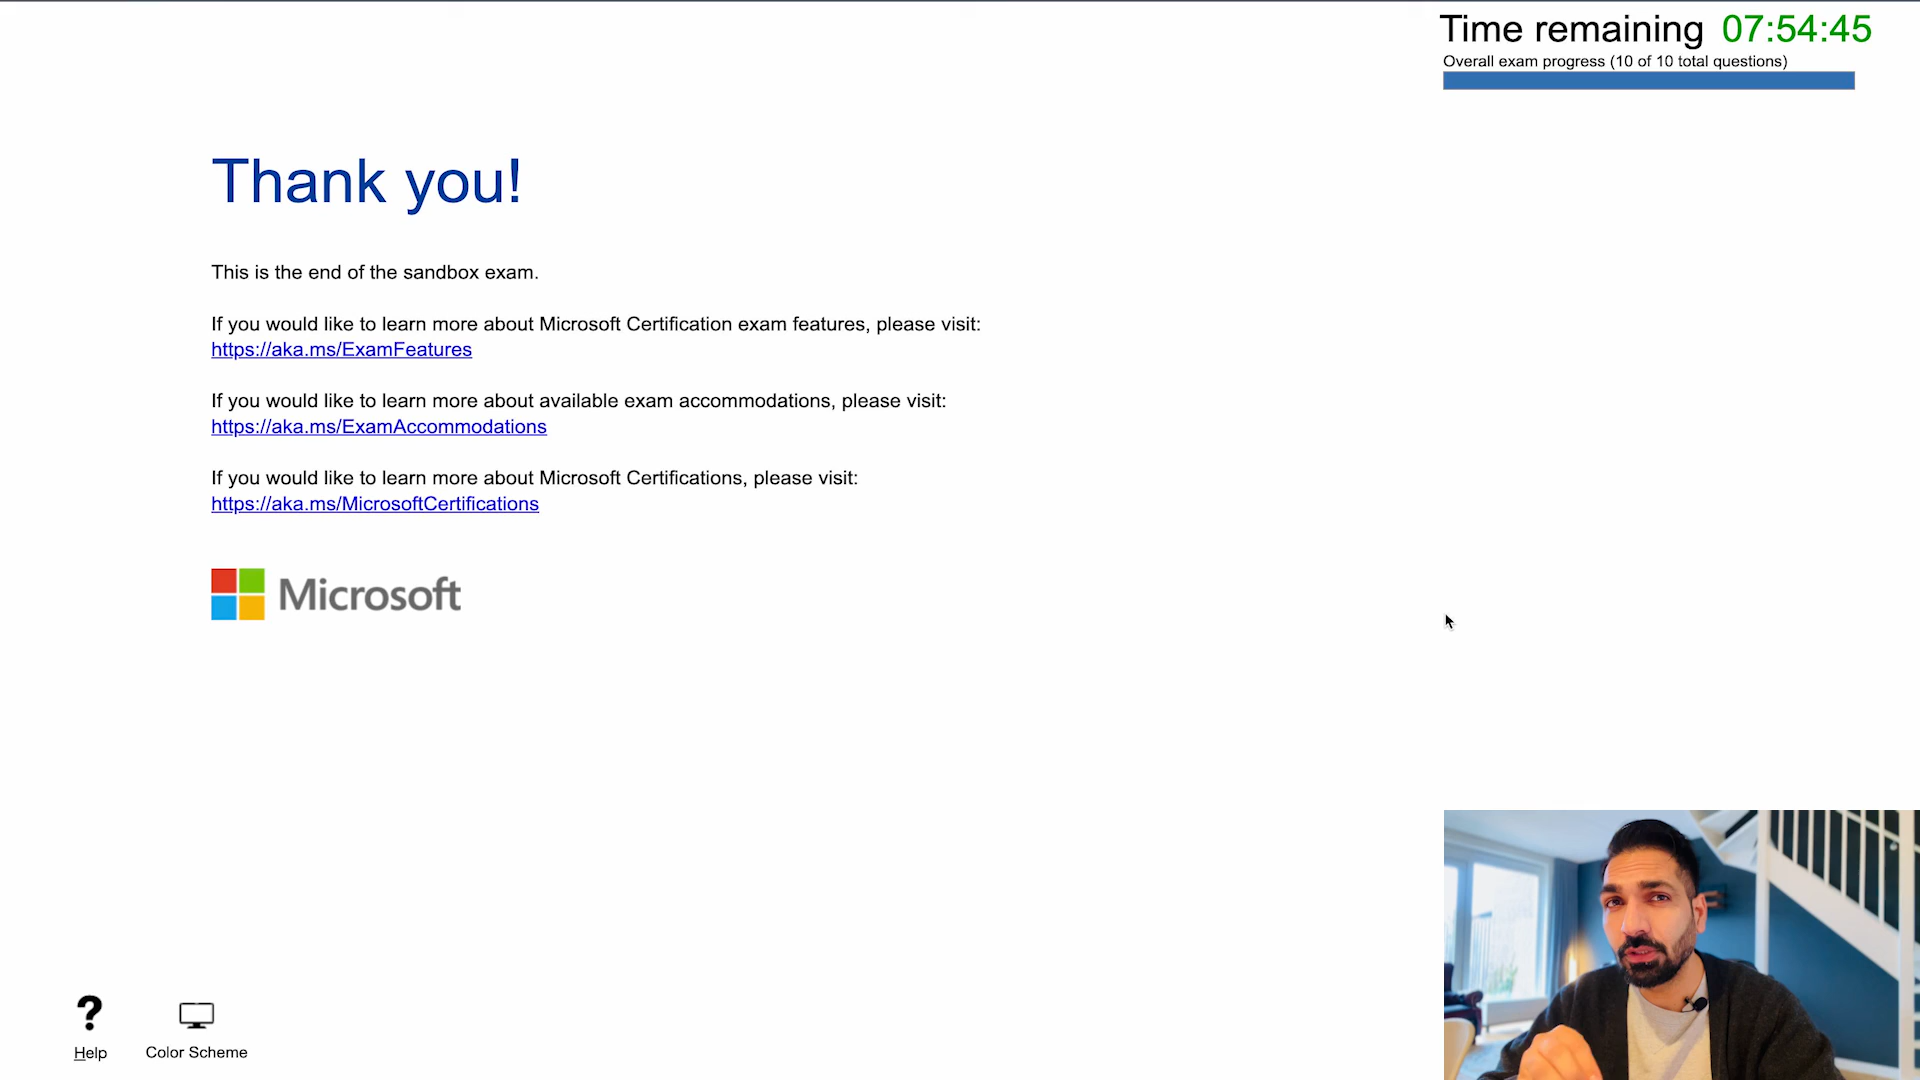 Time remaining 07:54:45
Overall exam progress (10 of 10 total questions)
Thank you!
This is the end of the sandbox exam.
If you would like to learn more about Microsoft Certification exam features, please visit:
https://aka.ms/ExamFeatures
If you would like to learn more about available exam accommodations, please visit:
https://aka.ms/ExamAccommodations
If you would like to learn more about Microsoft Certifications, please visit:
https://aka.ms/MicrosoftCertifications
Microsoft
?
Help
Color Scheme